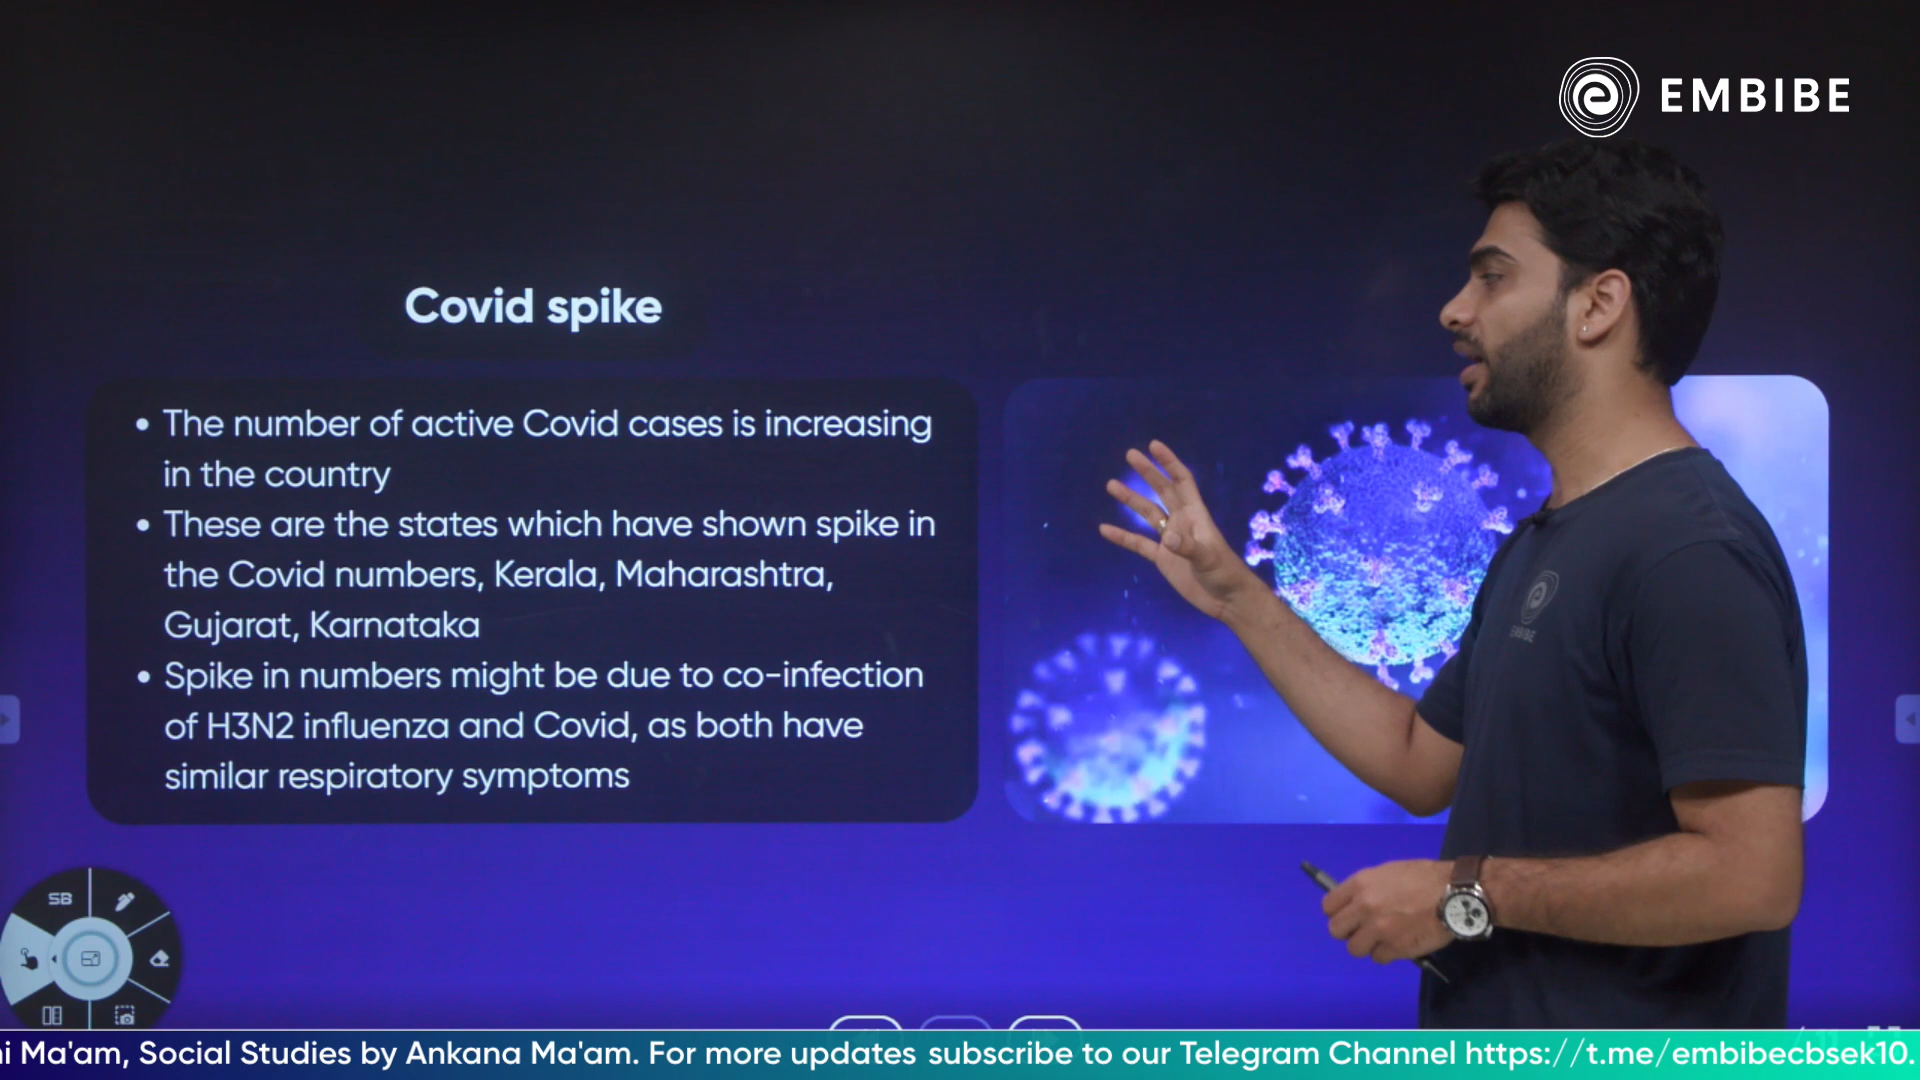 EMBIBE
Covid spike
• The number of active Covid cases is increasing
in the country
• These are the states which have shown spike in
the Covid numbers, Kerala, Maharashtra,
Gujarat, Karnataka
• Spike in numbers might be due to co-infection
of H3N2 influenza and Covid, as both have
similar respiratory symptoms
EMBIBE
SB
Ma'am, Social Studies by Ankana Ma'am. For more updates subscribe to our Telegram Channel https://t.me/embibecbsek10.